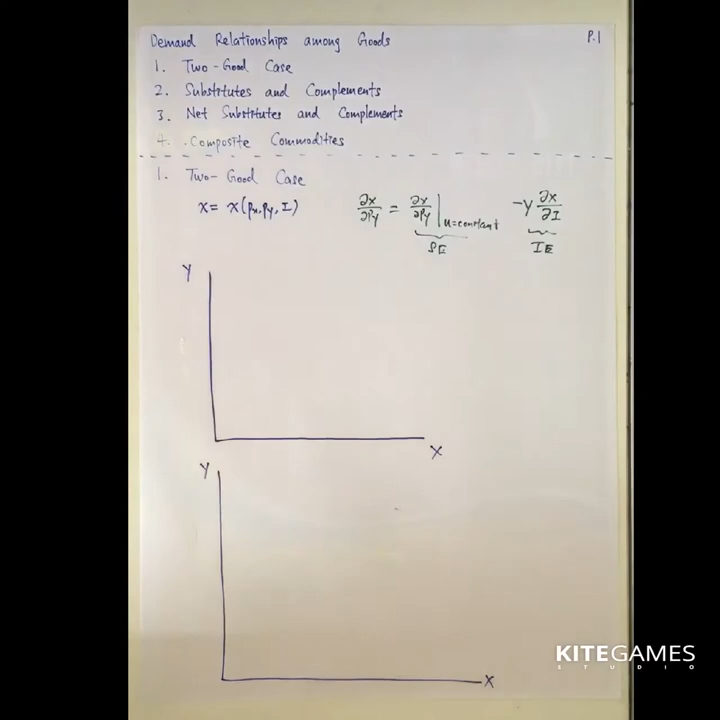 Demand Relationships among Goods P.1
1. Two-Good Case
2. Substitutes and Complements
3. Net Substitutes and Complements
4. Composite Commodities
1. Two-Good Case
x = x(px, py, I) ∂x/∂py = ∂x/∂py |u=constant -y ∂x/∂I
SE IE
Y
X
Y
X
KITEGAMES
STUDIO